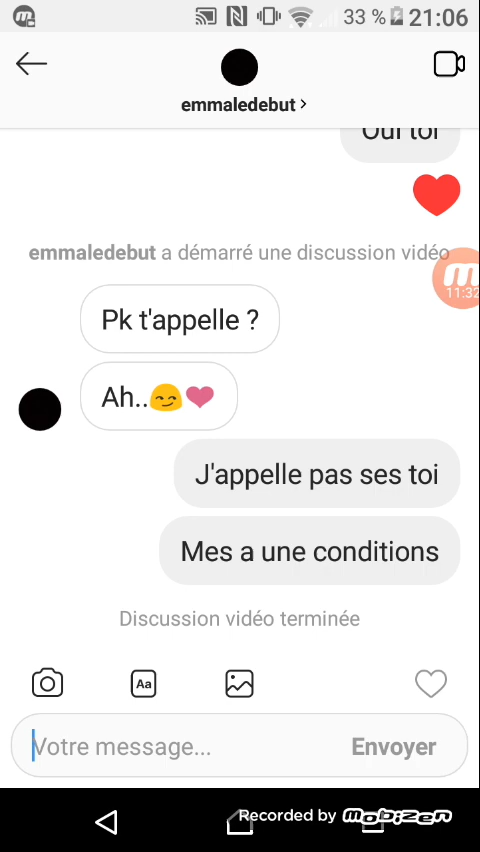 33 % 21:06
emmaledebut >
Oui toi
emmaledebut a démarré une discussion vidéo
11:32
Pk t'appelle ?
Ah..😏❤
J'appelle pas ses toi
Mes a une conditions
Discussion vidéo terminée
Aa
Votre message... Envoyer
Recorded by MOBIZEN